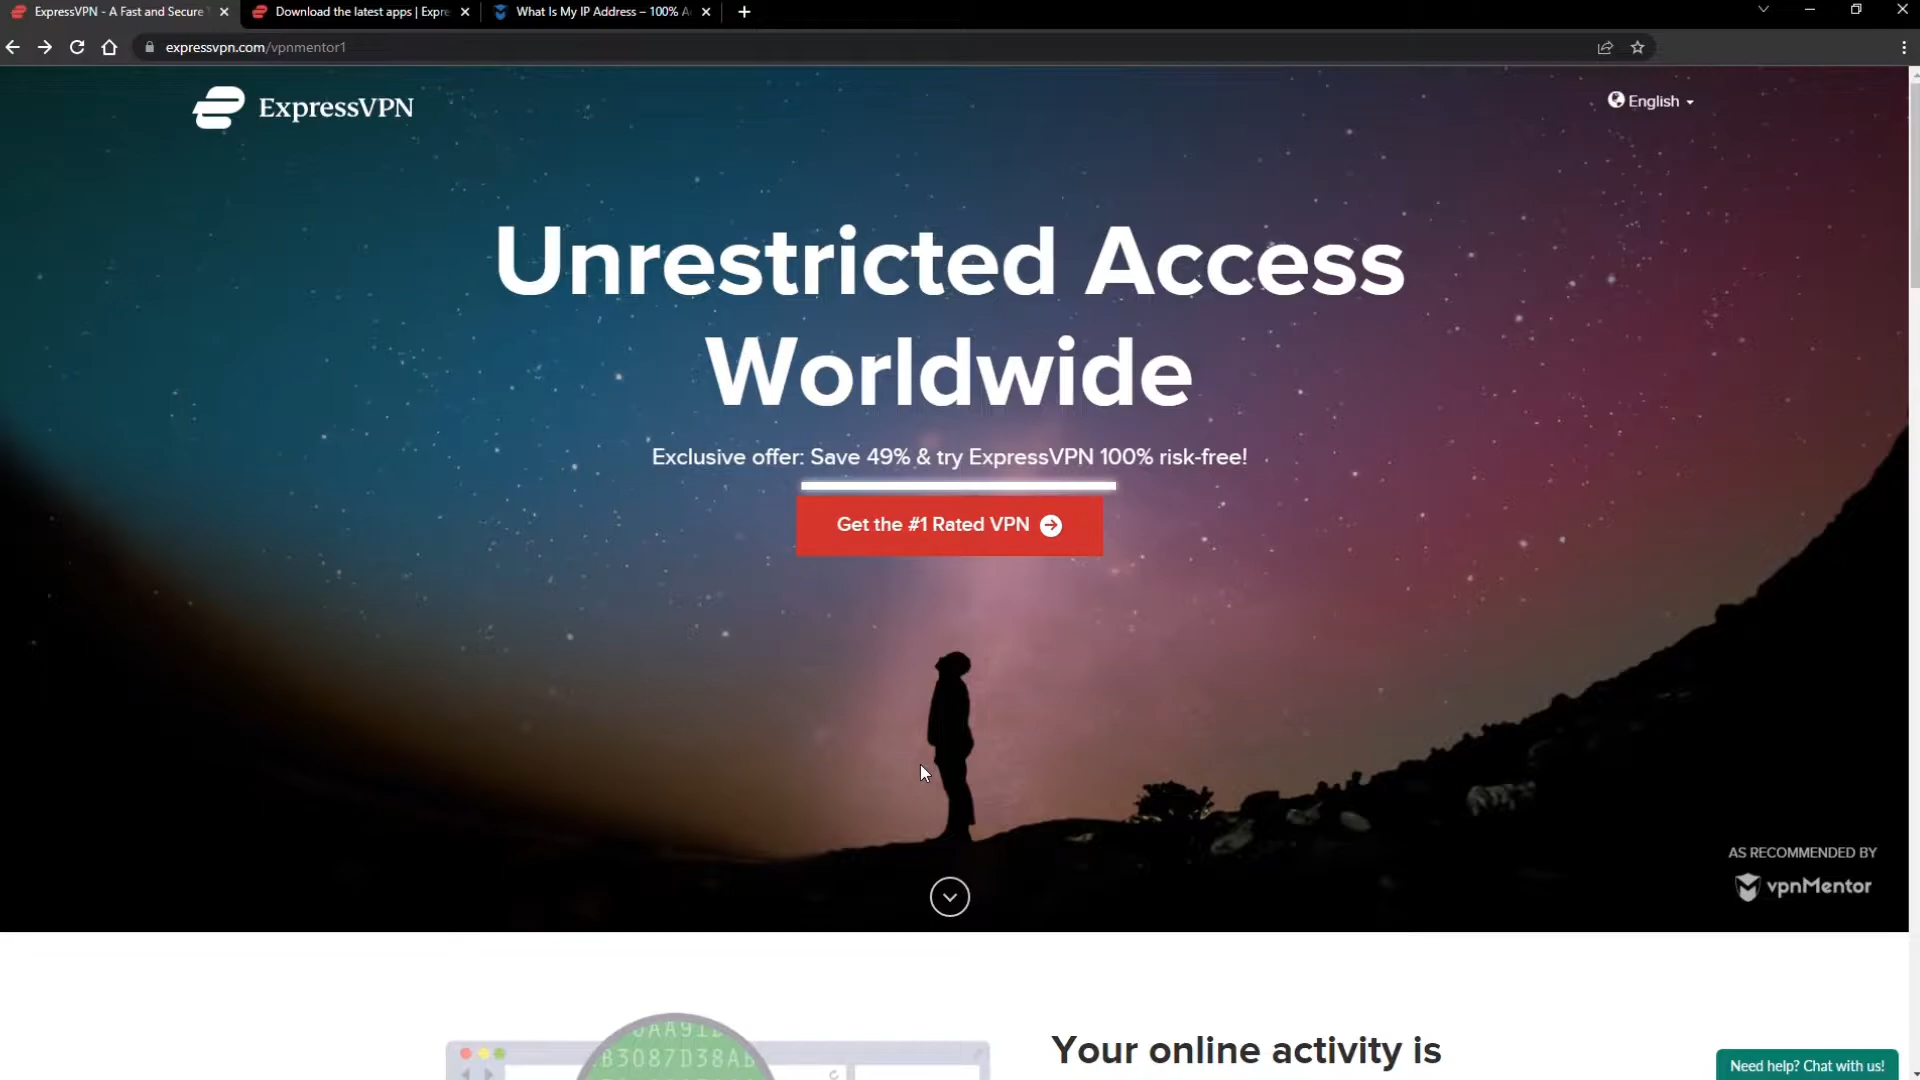 ExpressVPN - A Fast and Secure
Download the latest apps | Expre
What Is My IP Address – 100% A
expressvpn.com/vpnmentor1
ExpressVPN
English
Unrestricted Access
Worldwide
Exclusive offer: Save 49% & try ExpressVPN 100% risk-free!
Get the #1 Rated VPN
AS RECOMMENDED BY
vpnMentor
B3087D38AB
Your online activity is
Need help? Chat with us!